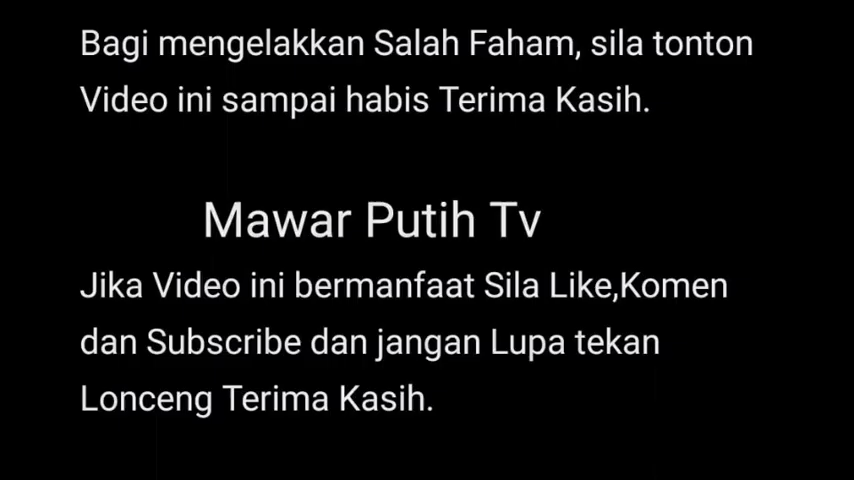 Bagi mengelakkan Salah Faham, sila tonton
Video ini sampai habis Terima Kasih.
Mawar Putih Tv
Jika Video ini bermanfaat Sila Like,Komen
dan Subscribe dan jangan Lupa tekan
Lonceng Terima Kasih.